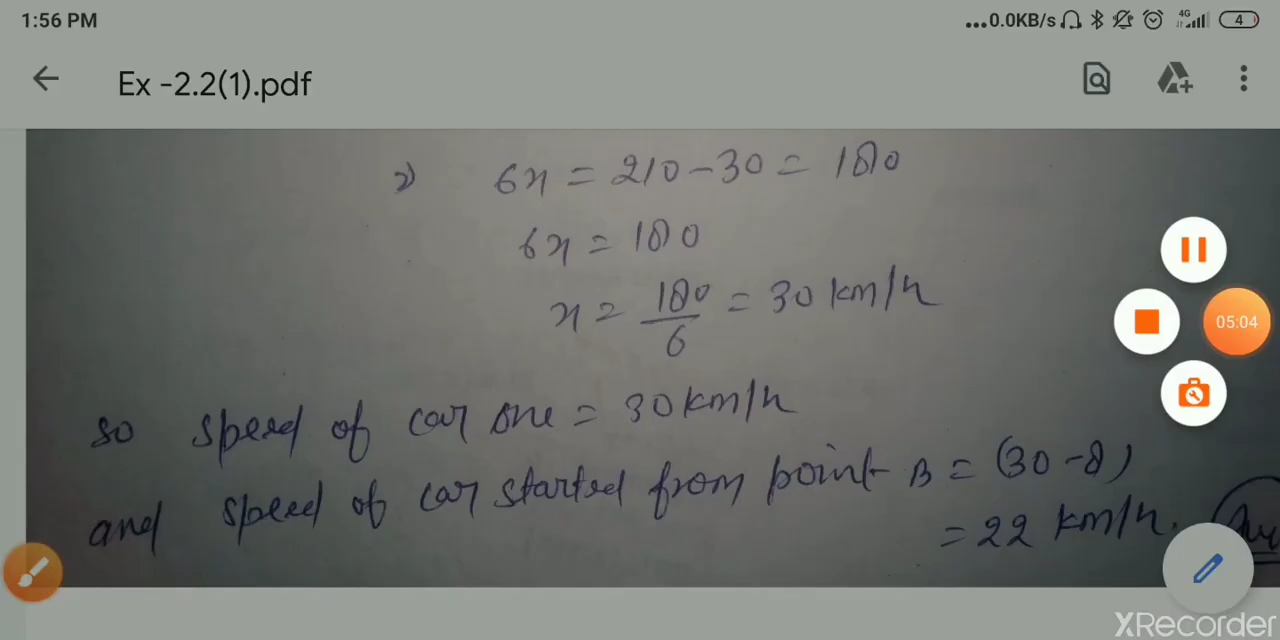 1:56 PM
...0.0KB/s 4G 4
Ex -2.2(1).pdf
6x = 210 - 30 = 180
6x = 180
x = 180/6 = 30 km/h
so speed of car one = 30 km/h
and speed of car started from point B = (30 - 8)
= 22 km/h.
05:04
XRecorder